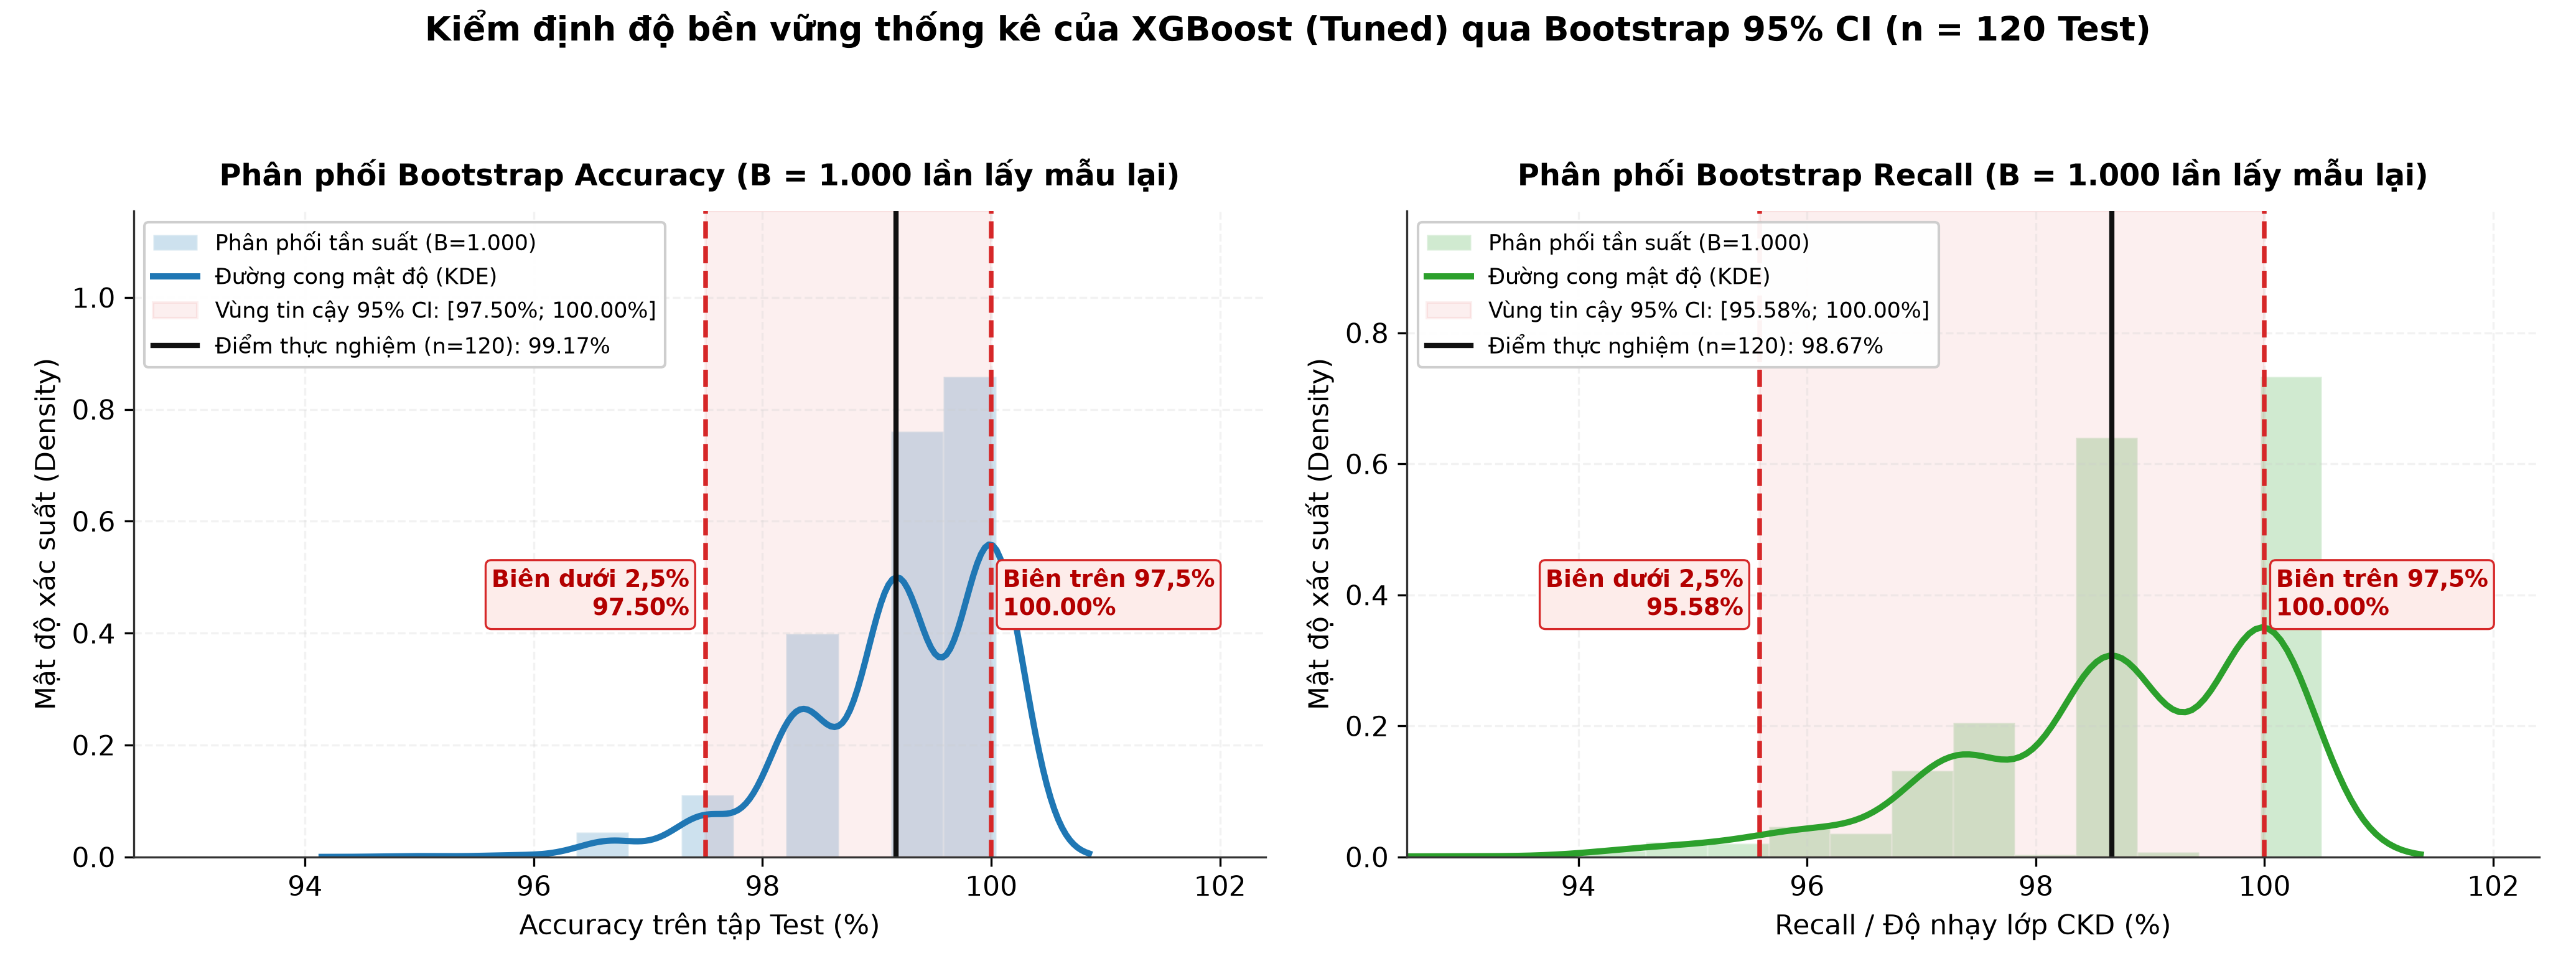 Kiểm định độ bền vững thống kê của XGBoost (Tuned) qua Bootstrap 95% CI (n = 120 Test)
Phân phối Bootstrap Accuracy (B = 1.000 lần lấy mẫu lại)
Phân phối tần suất (B=1.000)
Đường cong mật độ (KDE)
Vùng tin cậy 95% CI: [97.50%; 100.00%]
Điểm thực nghiệm (n=120): 99.17%
Mật độ xác suất (Density)
1.0
0.8
0.6
0.4
0.2
0.0
Biên dưới 2,5%
97.50%
Biên trên 97,5%
100.00%
94
96
98
100
102
Accuracy trên tập Test (%)
Phân phối Bootstrap Recall (B = 1.000 lần lấy mẫu lại)
Phân phối tần suất (B=1.000)
Đường cong mật độ (KDE)
Vùng tin cậy 95% CI: [95.58%; 100.00%]
Điểm thực nghiệm (n=120): 98.67%
Mật độ xác suất (Density)
0.8
0.6
0.4
0.2
0.0
Biên dưới 2,5%
95.58%
Biên trên 97,5%
100.00%
94
96
98
100
102
Recall / Độ nhạy lớp CKD (%)